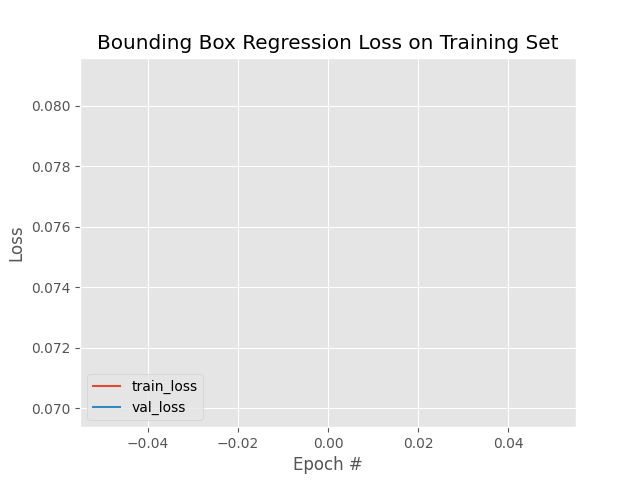 Bounding Box Regression Loss on Training Set
0.080
0.078
0.076
0.074
0.072
0.070
Loss
train_loss
val_loss
−0.04
−0.02
0.00
0.02
0.04
Epoch #